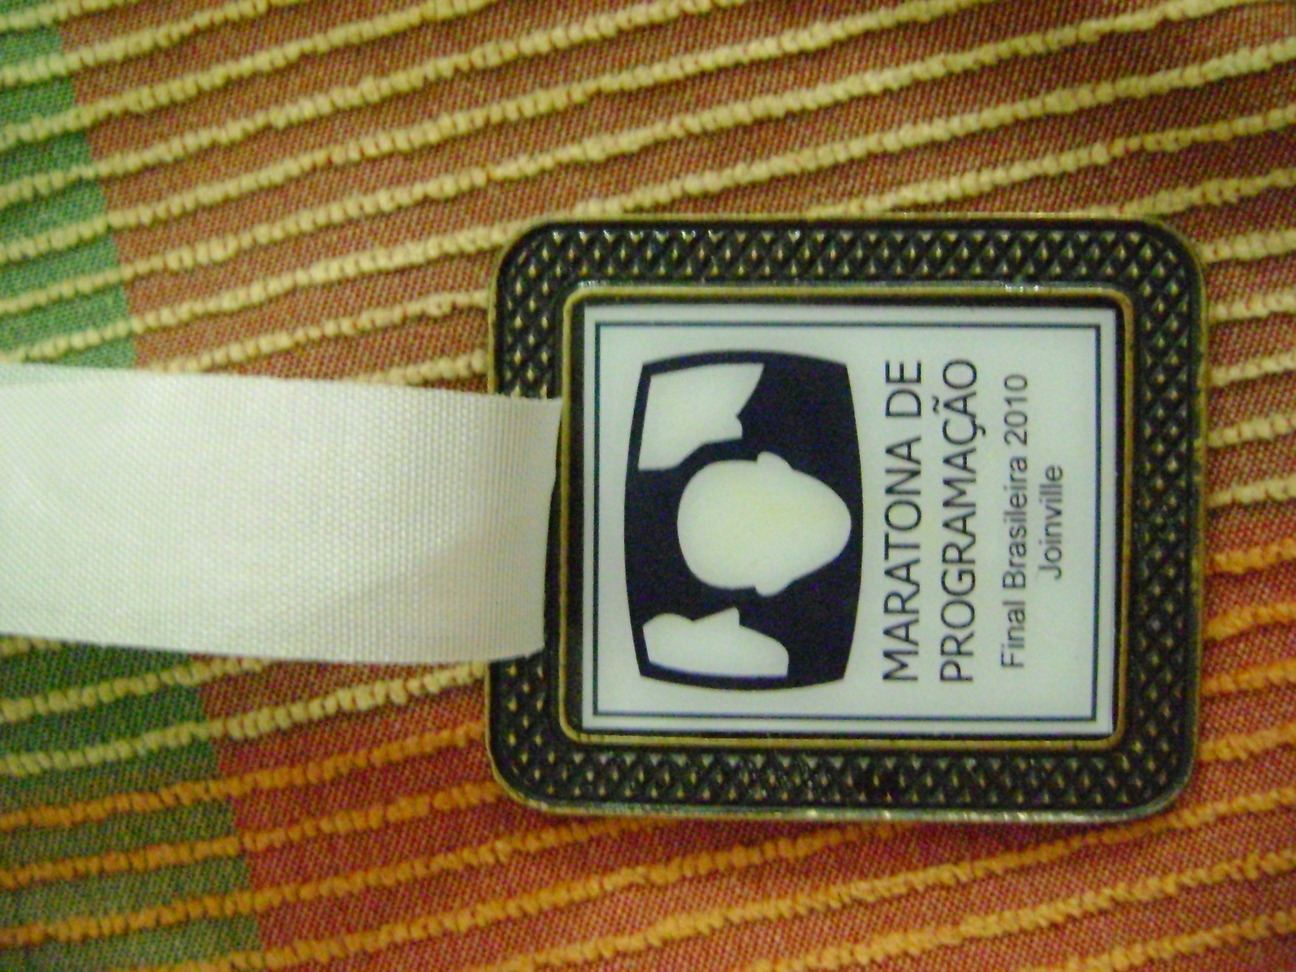 MARATONA DE
PROGRAMAÇÃO
Final Brasileira 2010
Joinville